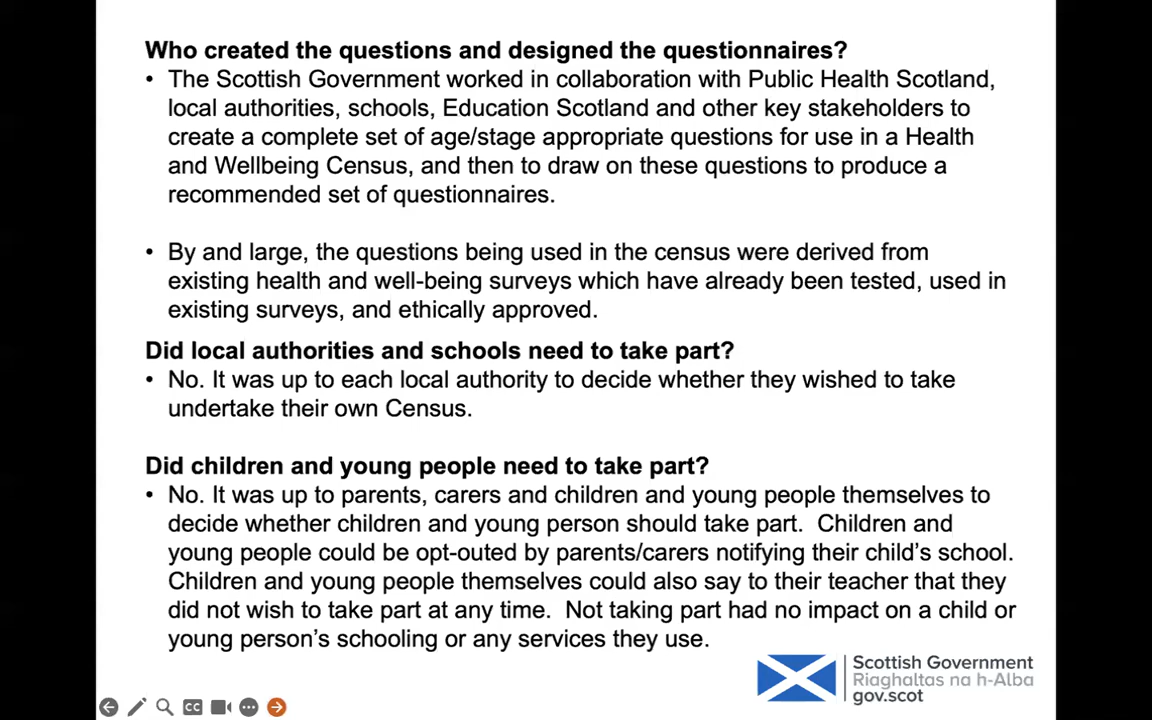 Who created the questions and designed the questionnaires?
• The Scottish Government worked in collaboration with Public Health Scotland,
local authorities, schools, Education Scotland and other key stakeholders to
create a complete set of age/stage appropriate questions for use in a Health
and Wellbeing Census, and then to draw on these questions to produce a
recommended set of questionnaires.
• By and large, the questions being used in the census were derived from
existing health and well-being surveys which have already been tested, used in
existing surveys, and ethically approved.
Did local authorities and schools need to take part?
• No. It was up to each local authority to decide whether they wished to take
undertake their own Census.
Did children and young people need to take part?
• No. It was up to parents, carers and children and young people themselves to
decide whether children and young person should take part.  Children and
young people could be opt-outed by parents/carers notifying their child's school.
Children and young people themselves could also say to their teacher that they
did not wish to take part at any time.  Not taking part had no impact on a child or
young person's schooling or any services they use.
Scottish Government
Riaghaltas na h-Alba
gov.scot
CC